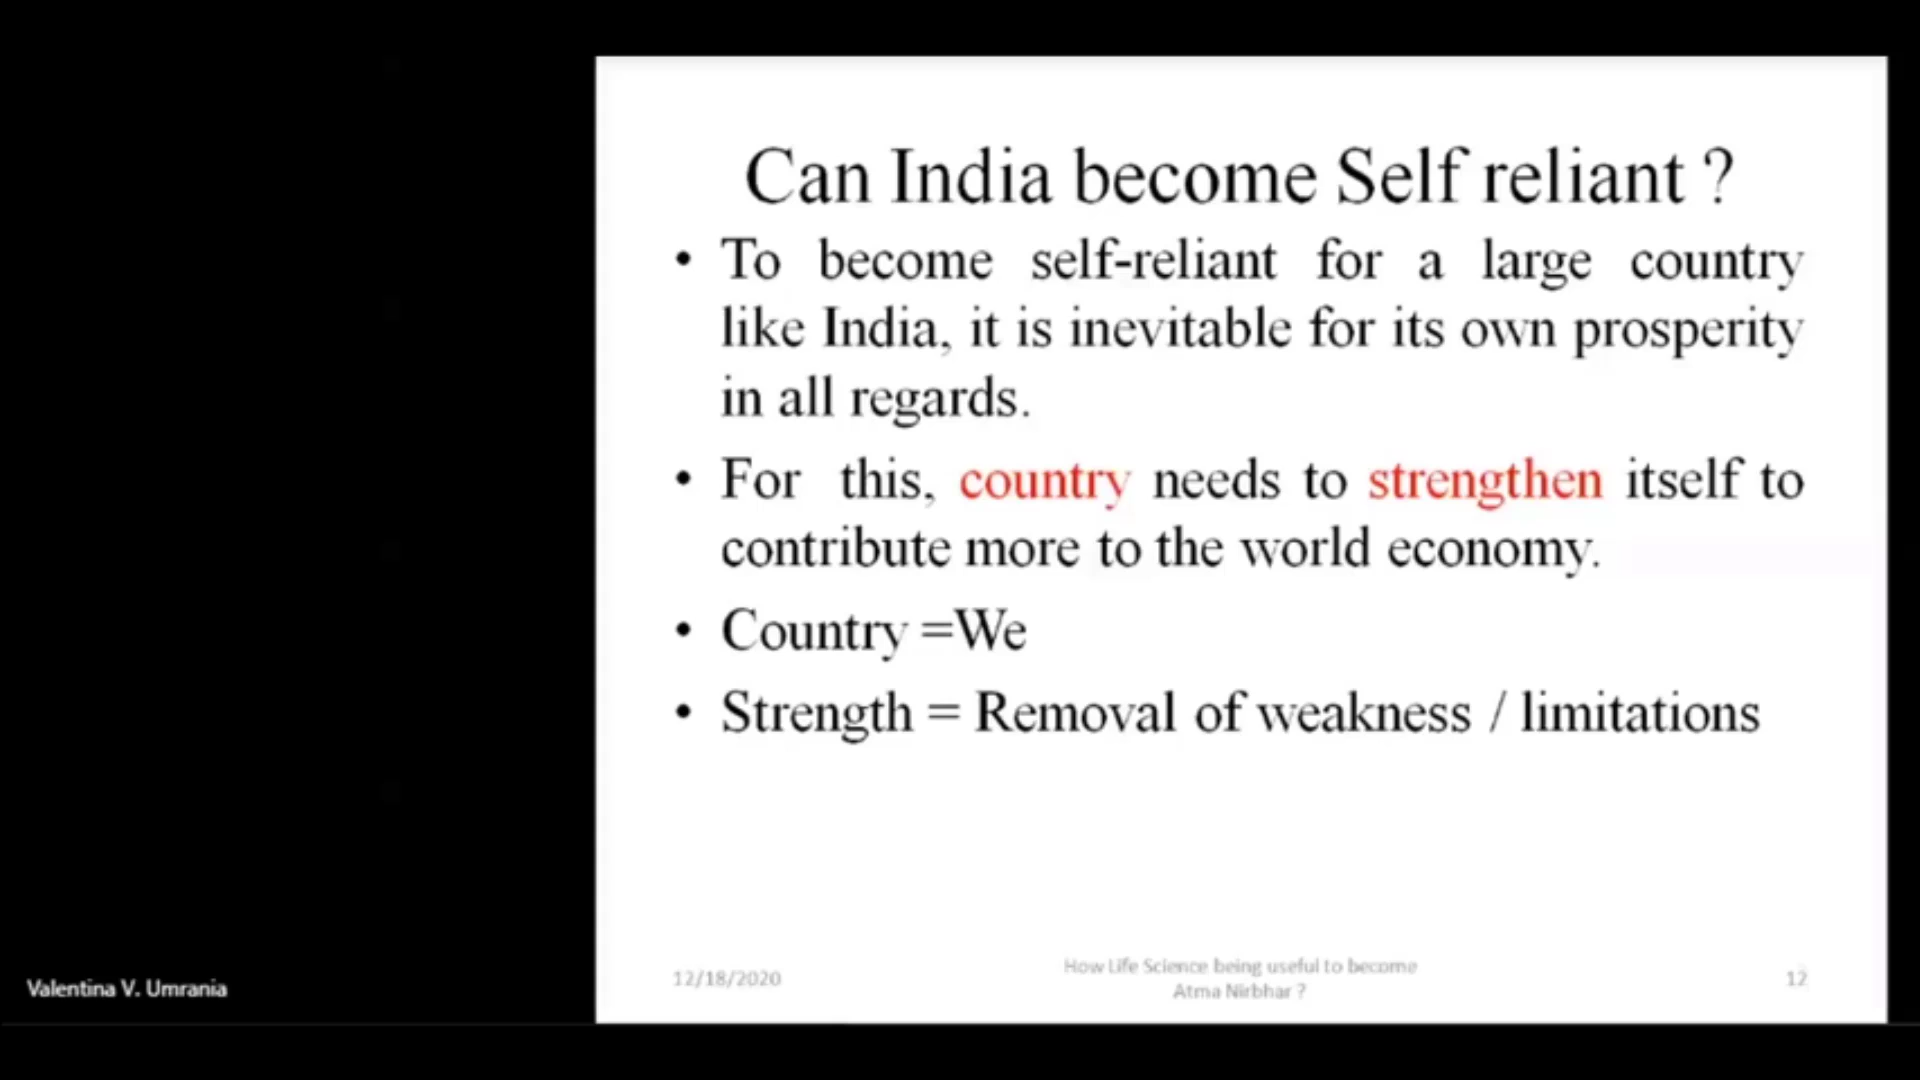 Can India become Self reliant ?
• To become self-reliant for a large country
like India, it is inevitable for its own prosperity
in all regards.
• For this, country needs to strengthen itself to
contribute more to the world economy.
• Country =We
• Strength = Removal of weakness / limitations
Valentina V. Umrania
12/18/2020
How Life Science being useful to become
Atma Nirbhar ?
12